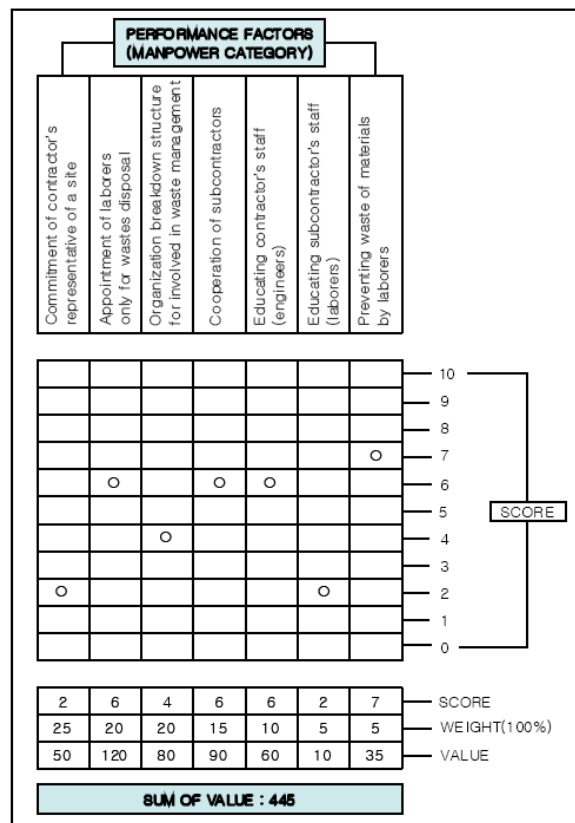 PERFORMANCE FACTORS
(MANPOWER CATEGORY)
Commitment of contractor's
representative of a site
Appointment of laborers
only for wastes disposal
Organization breakdown structure
for involved in waste management
Cooperation of subcontractors
Educating contractor's staff
(engineers)
Educating subcontractor's staff
(laborers)
Preventing waste of materials
by laborers
10
9
8
7
6
5
4
3
2
1
0
SCORE
2 6 4 6 6 2 7 SCORE
25 20 20 15 10 5 5 WEIGHT(100%)
50 120 80 90 60 10 35 VALUE
SUM OF VALUE : 445